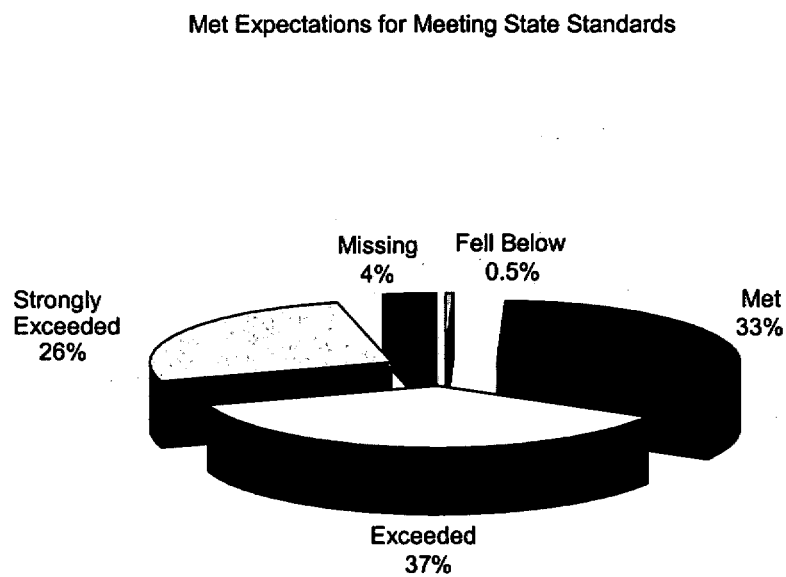 Met Expectations for Meeting State Standards
Missing
4%
Fell Below
0.5%
Strongly
Exceeded
26%
Met
33%
Exceeded
37%